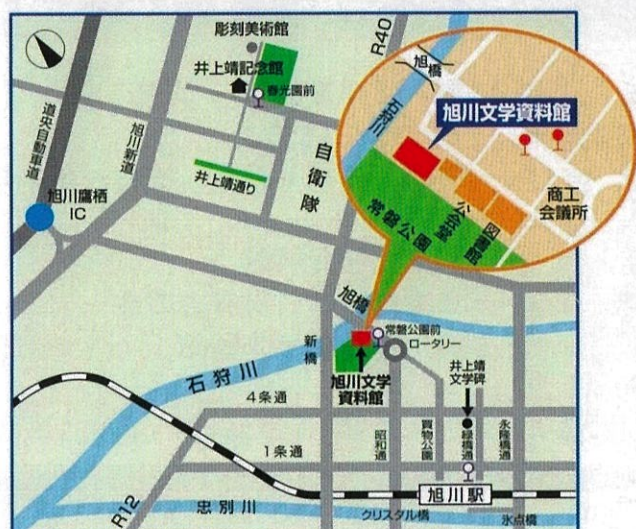 彫刻美術館
井上靖記念館
春光園前
R40
石狩川
旭橋
旭川文学資料館
商工
会議所
図書館
公会堂
常磐公園
道央自動車道
旭川新道
自衛隊
井上靖通り
旭川鷹栖
IC
旭橋
新橋
常磐公園前
ロータリー
石狩川
旭川文学
資料館
井上靖
文学碑
4条通
1条通
昭和通
買物公園
緑橋通
永隆橋通
旭川駅
R12
忠別川
クリスタル橋
氷点橋